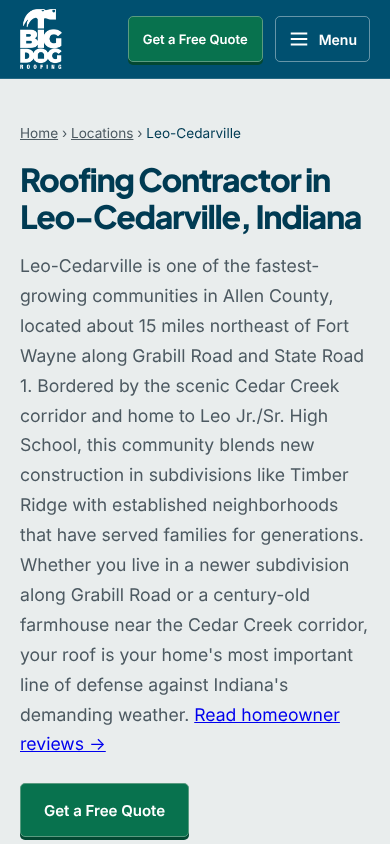 BIG
DOG
ROOFING
Get a Free Quote
Menu
Home › Locations › Leo-Cedarville
Roofing Contractor in
Leo–Cedarville, Indiana
Leo-Cedarville is one of the fastest-
growing communities in Allen County,
located about 15 miles northeast of Fort
Wayne along Grabill Road and State Road
1. Bordered by the scenic Cedar Creek
corridor and home to Leo Jr./Sr. High
School, this community blends new
construction in subdivisions like Timber
Ridge with established neighborhoods
that have served families for generations.
Whether you live in a newer subdivision
along Grabill Road or a century-old
farmhouse near the Cedar Creek corridor,
your roof is your home's most important
line of defense against Indiana's
demanding weather. Read homeowner
reviews →
Get a Free Quote